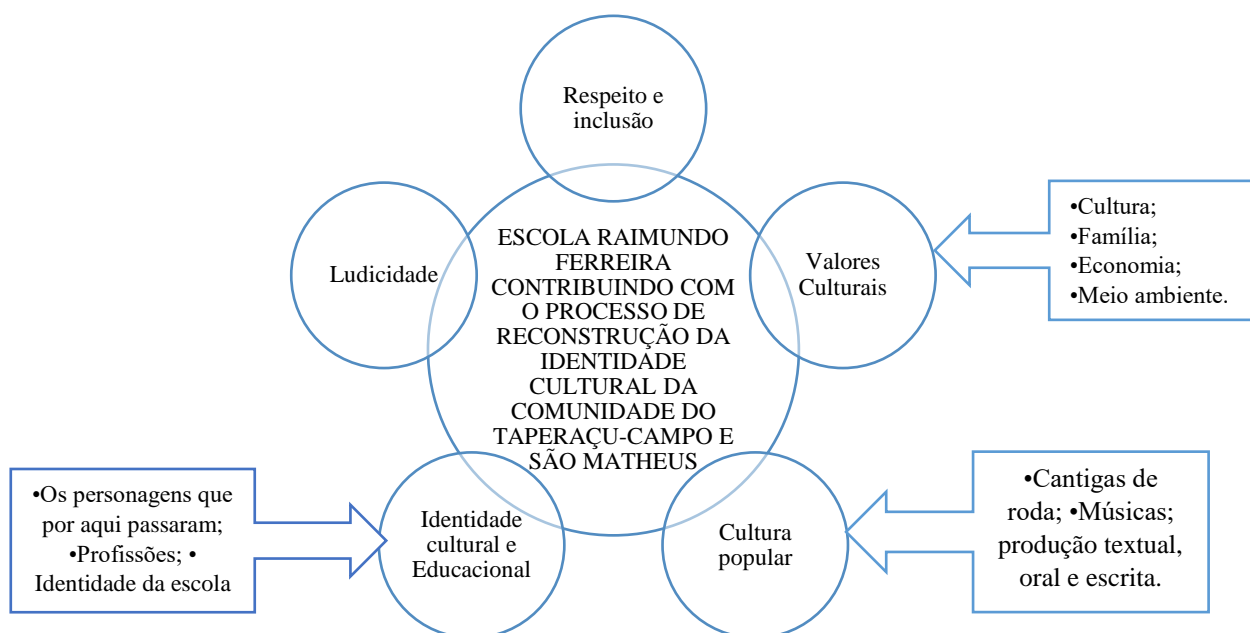 Respeito e
inclusão
Ludicidade
ESCOLA RAIMUNDO
FERREIRA
CONTRIBUINDO COM
O PROCESSO DE
RECONSTRUÇÃO DA
IDENTIDADE
CULTURAL DA
COMUNIDADE DO
TAPERAÇU-CAMPO E
SÃO MATHEUS
Valores
Culturais
•Cultura;
•Família;
•Economia;
•Meio ambiente.
•Os personagens que
por aqui passaram;
•Profissões; •
Identidade da escola
Identidade
cultural e
Educacional
Cultura
popular
•Cantigas de
roda; •Músicas;
produção textual,
oral e escrita.